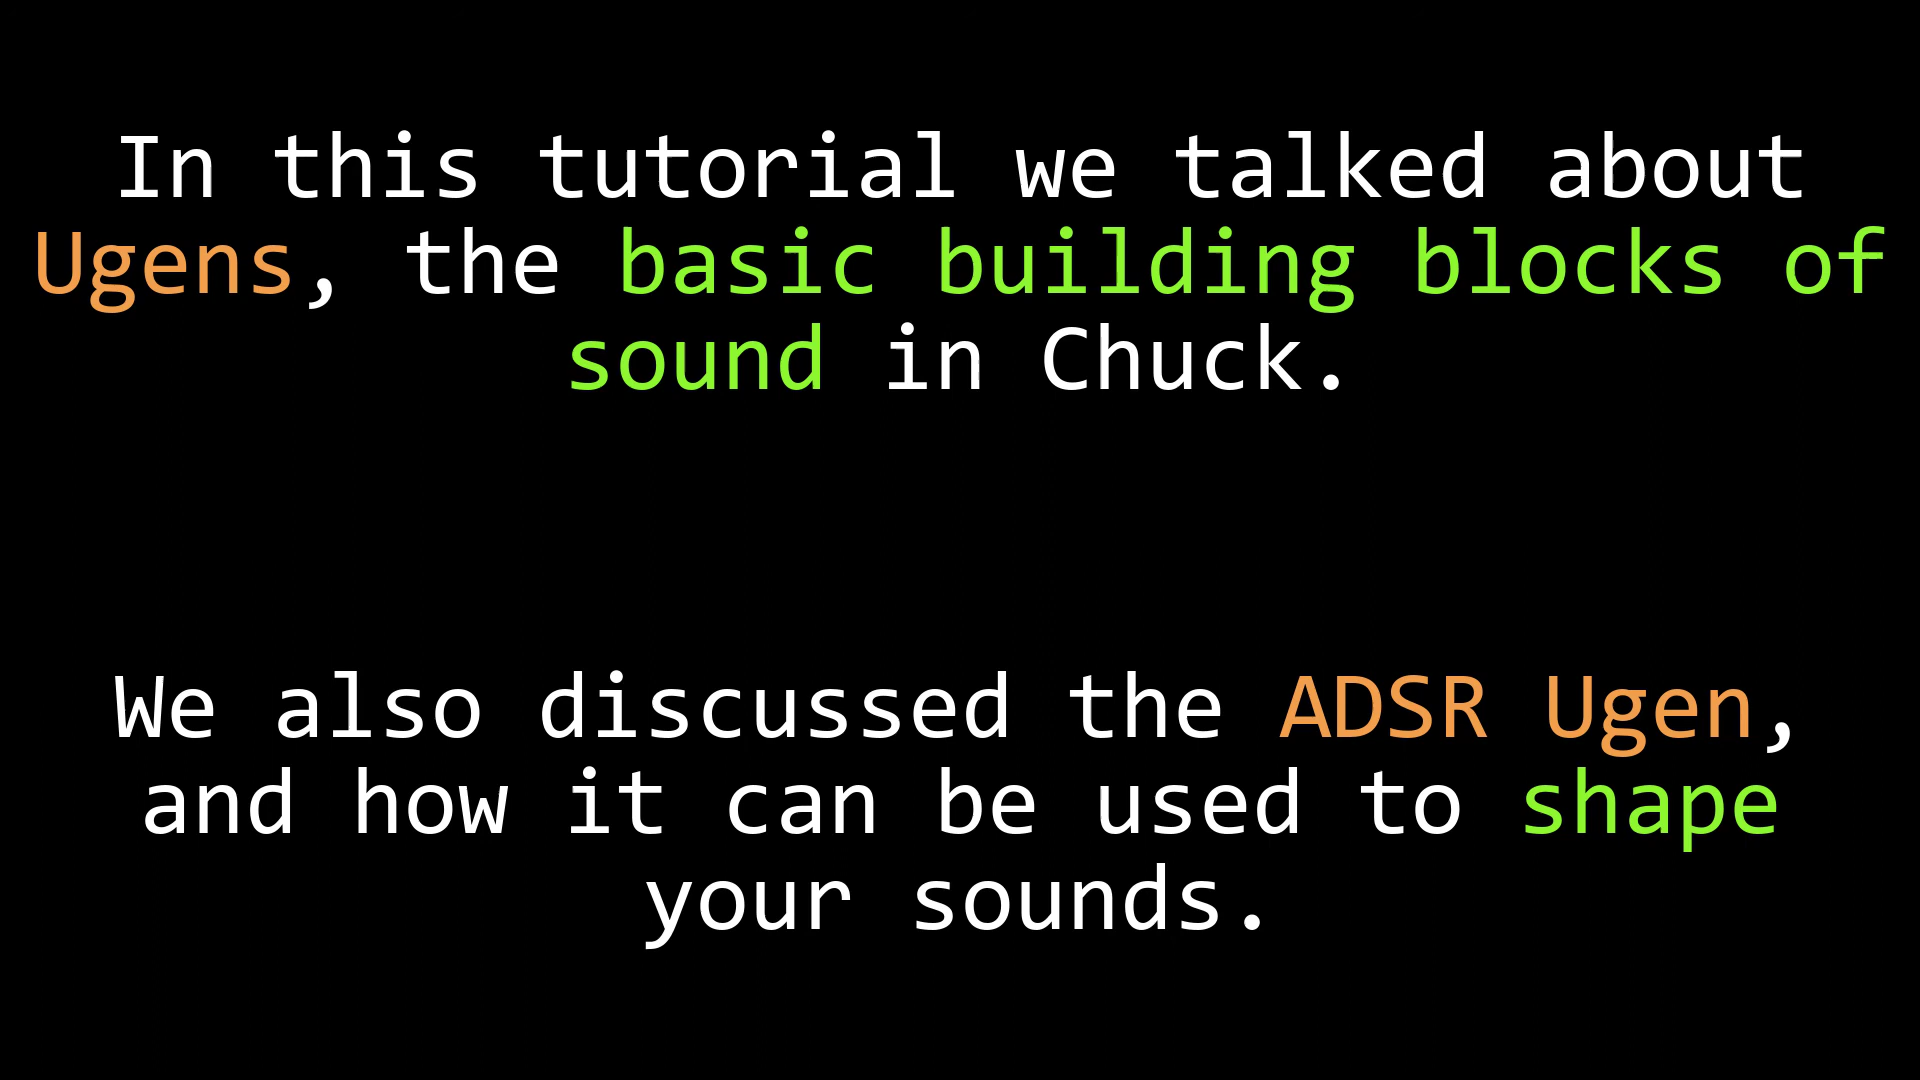 In this tutorial we talked about
Ugens, the basic building blocks of
sound in Chuck.
We also discussed the ADSR Ugen,
and how it can be used to shape
your sounds.